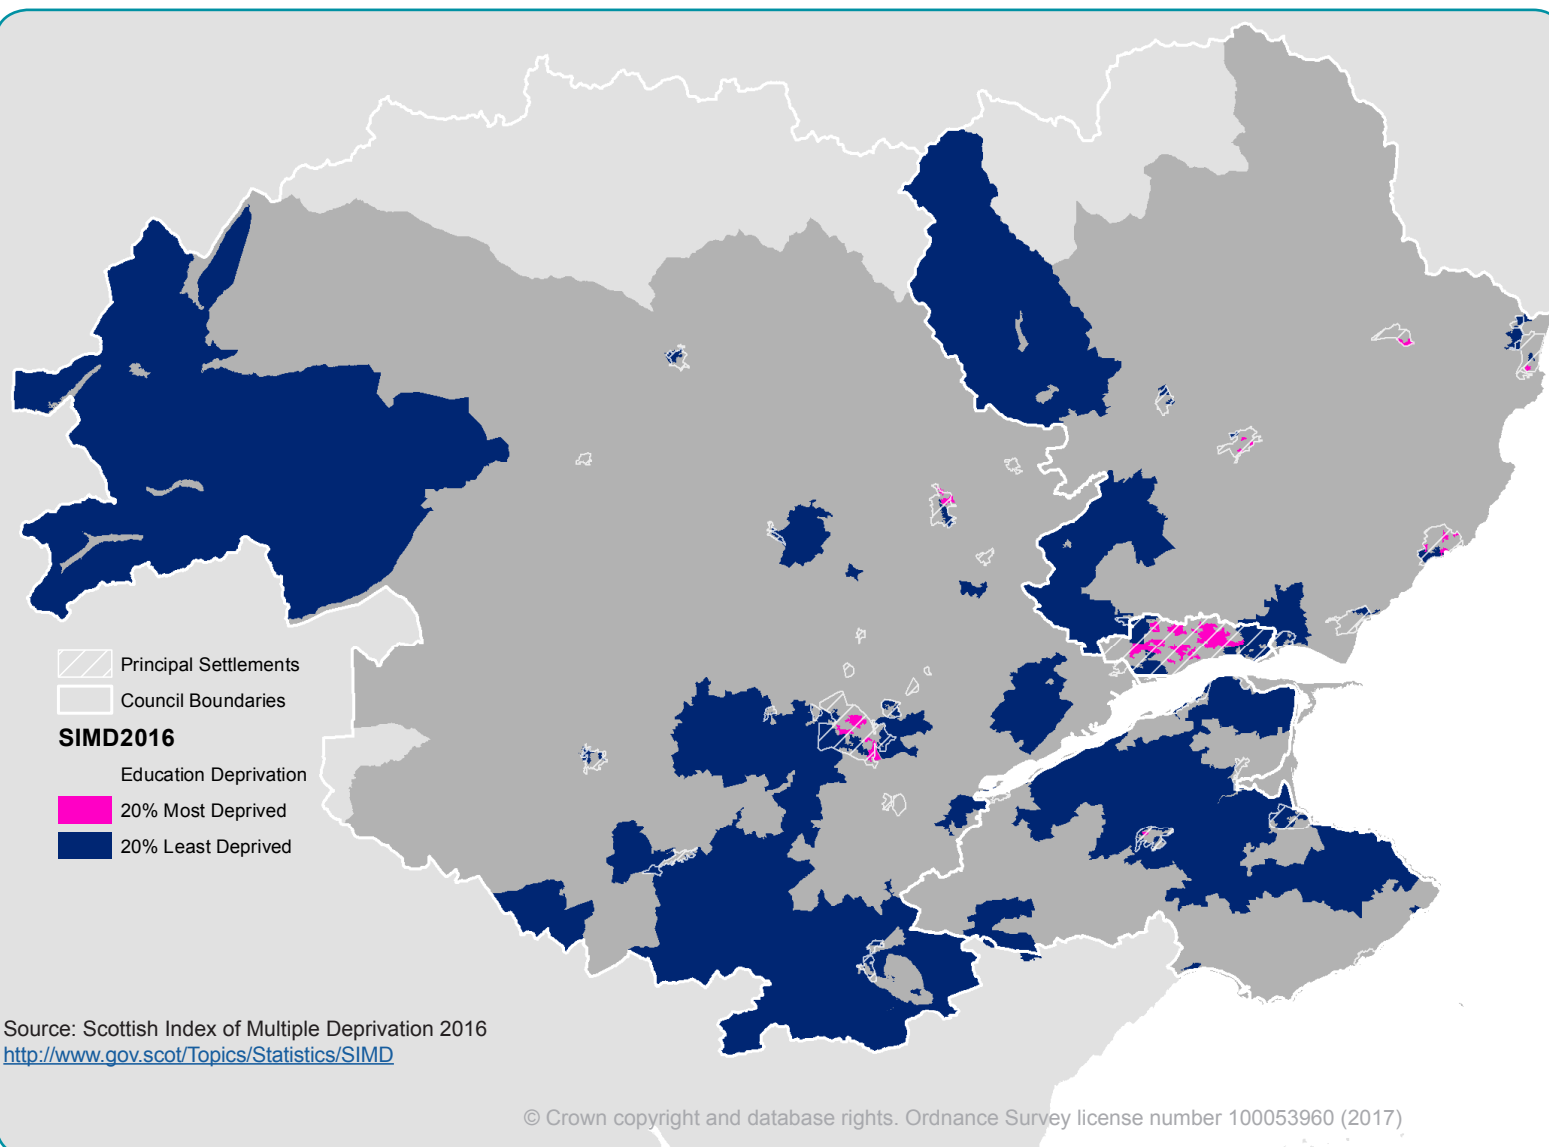 Principal Settlements
Council Boundaries
SIMD2016
Education Deprivation
20% Most Deprived
20% Least Deprived
Source: Scottish Index of Multiple Deprivation 2016
http://www.gov.scot/Topics/Statistics/SIMD
© Crown copyright and database rights. Ordnance Survey license number 100053960 (2017)